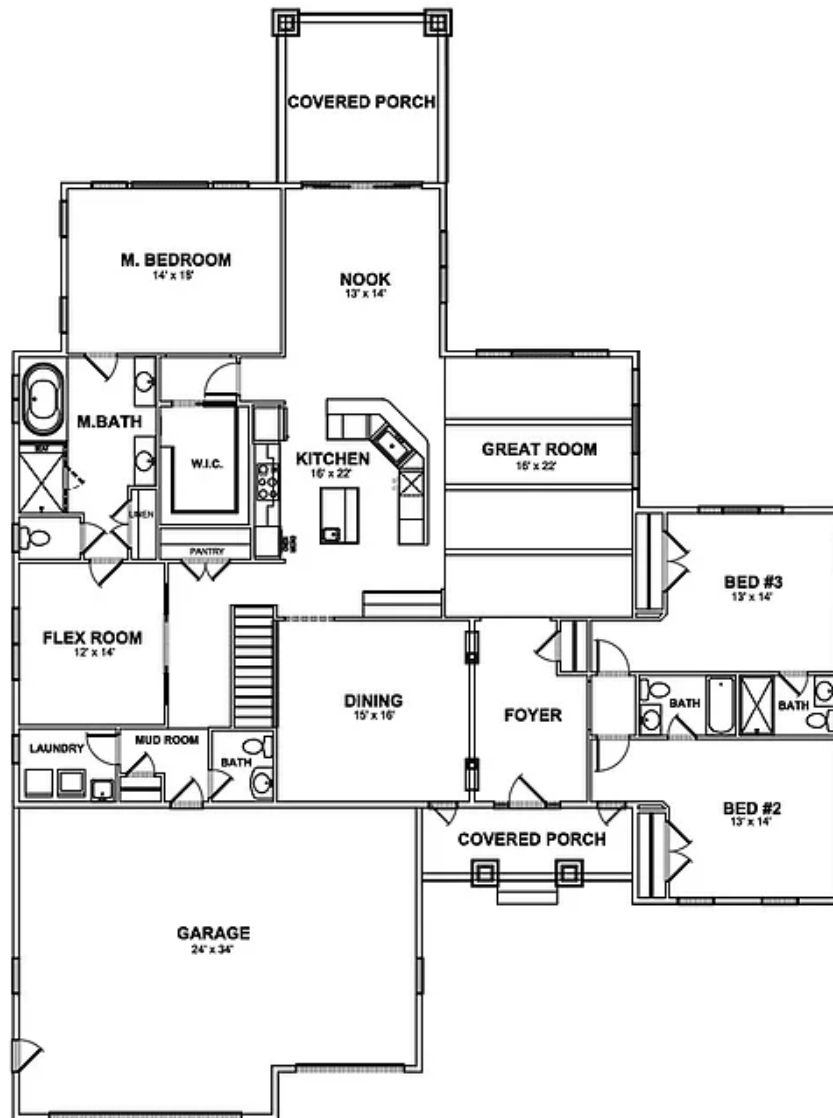 COVERED PORCH
M. BEDROOM
14' x 18'
NOOK
13' x 14'
M.BATH
SEAT
W.I.C.
KITCHEN
16' x 22'
GREAT ROOM
16' x 22'
LINEN
PANTRY
BED #3
13' x 14'
FLEX ROOM
12' x 14'
DINING
15' x 16'
FOYER
BATH
BATH
LAUNDRY
MUD ROOM
BATH
BED #2
13' x 14'
COVERED PORCH
GARAGE
24' x 34'